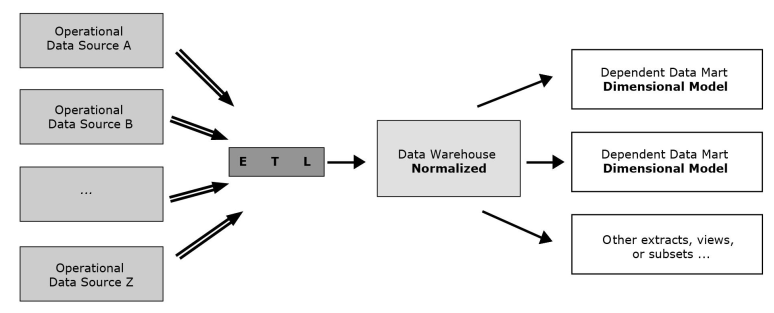 Operational
Data Source A
Operational
Data Source B
...
Operational
Data Source Z
E T L
Data Warehouse
Normalized
Dependent Data Mart
Dimensional Model
Dependent Data Mart
Dimensional Model
Other extracts, views,
or subsets ...